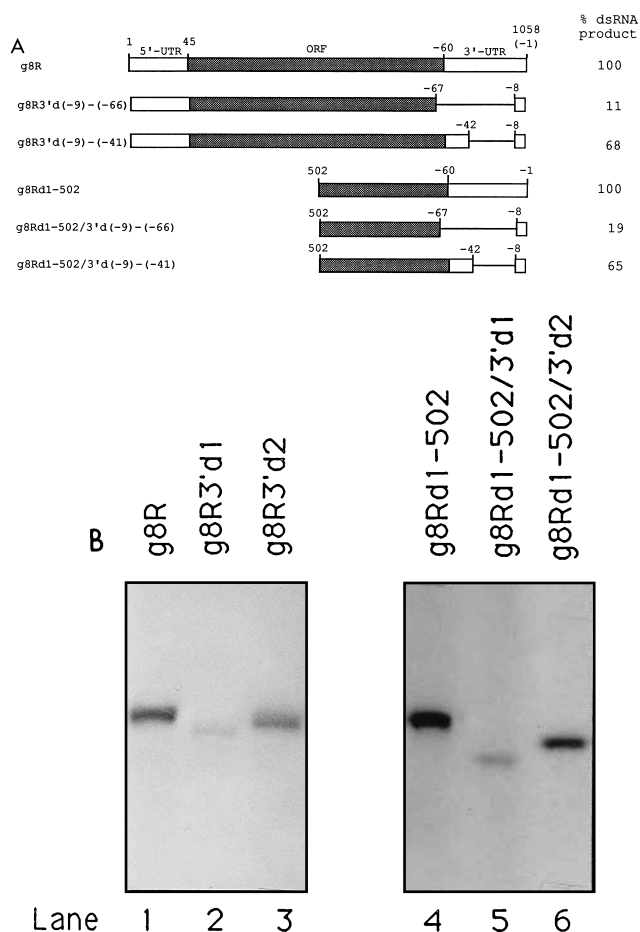 A
% dsRNA
product
1 45 -60 1058
(-1)
5'-UTR ORF 3'-UTR
g8R 100
-67 -8
g8R3'd(-9)-(-66) 11
-42 -8
g8R3'd(-9)-(-41) 68
502 -60 -1
g8Rd1-502 100
502 -67 -8
g8Rd1-502/3'd(-9)-(-66) 19
502 -42 -8
g8Rd1-502/3'd(-9)-(-41) 65
B
g8R
g8R3'd1
g8R3'd2
g8Rd1-502
g8Rd1-502/3'd1
g8Rd1-502/3'd2
Lane 1 2 3 4 5 6